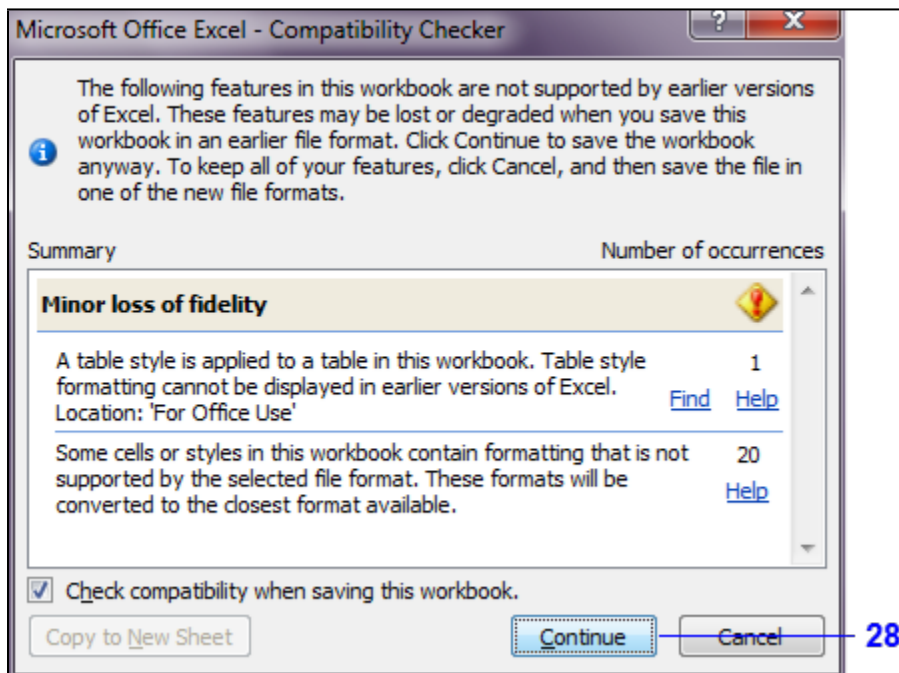 Microsoft Office Excel - Compatibility Checker
?
X
The following features in this workbook are not supported by earlier versions
of Excel. These features may be lost or degraded when you save this
workbook in an earlier file format. Click Continue to save the workbook
anyway. To keep all of your features, click Cancel, and then save the file in
one of the new file formats.
Summary
Number of occurrences
Minor loss of fidelity
A table style is applied to a table in this workbook. Table style 1
formatting cannot be displayed in earlier versions of Excel.
Location: 'For Office Use' Find Help
Some cells or styles in this workbook contain formatting that is not 20
supported by the selected file format. These formats will be
converted to the closest format available. Help
Check compatibility when saving this workbook.
Copy to New Sheet
Continue
Cancel
28